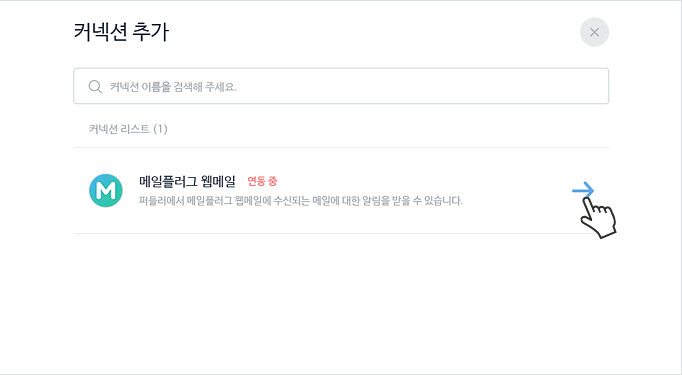 커넥션 추가
커넥션 이름을 검색해 주세요.
커넥션 리스트 (1)
메일플러그 웹메일 연동 중
퍼들러에서 메일플러그 웹메일에 수신되는 메일에 대한 알림을 받을 수 있습니다.